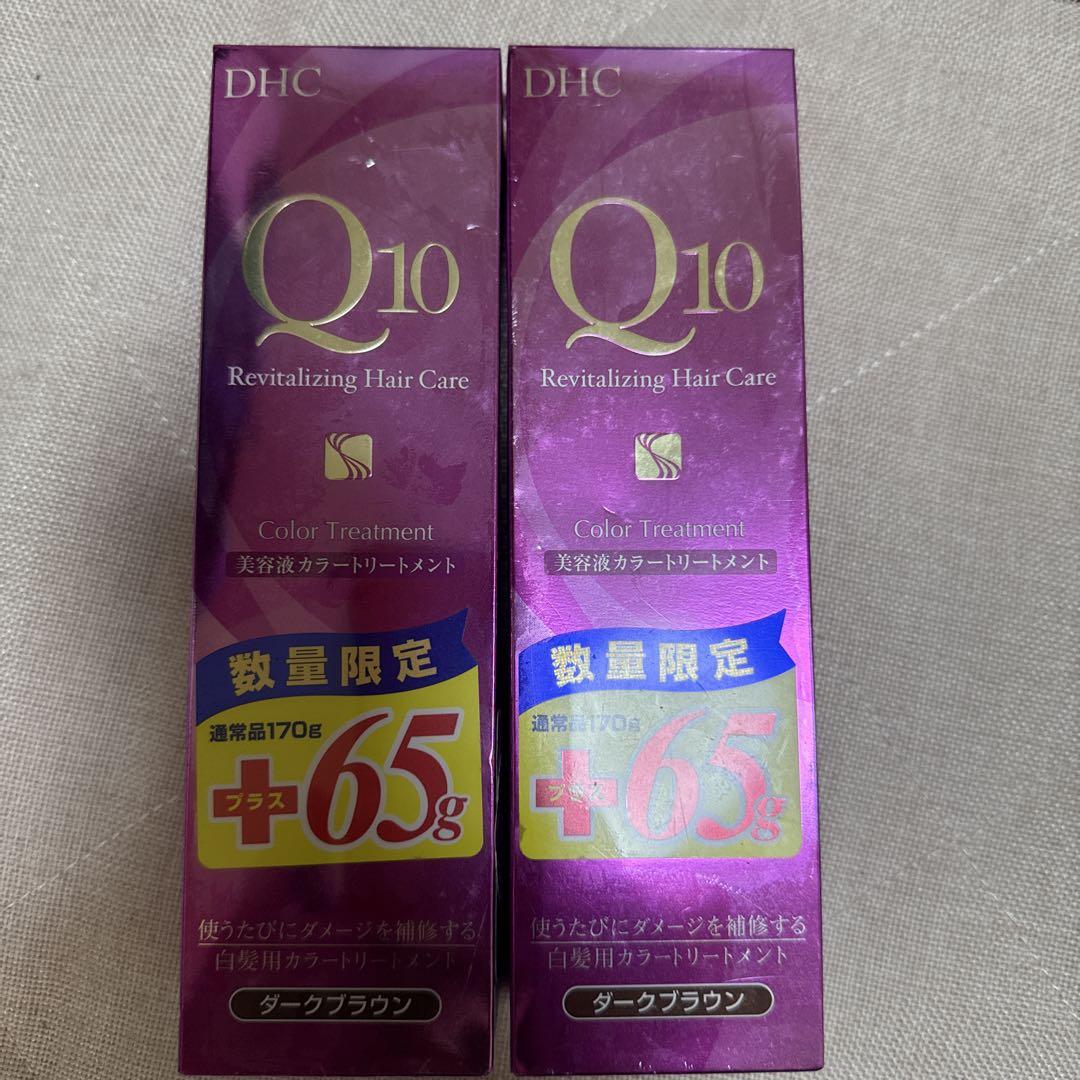 DHC
Q10
Revitalizing Hair Care
Color Treatment
美容液カラートリートメント
数量限定
通常品170g
プラス
+65g
使うたびにダメージを補修する
白髪用カラートリートメント
ダークブラウン
DHC
Q10
Revitalizing Hair Care
Color Treatment
美容液カラートリートメント
数量限定
通常品170g
プラス
+65g
使うたびにダメージを補修する
白髪用カラートリートメント
ダークブラウン